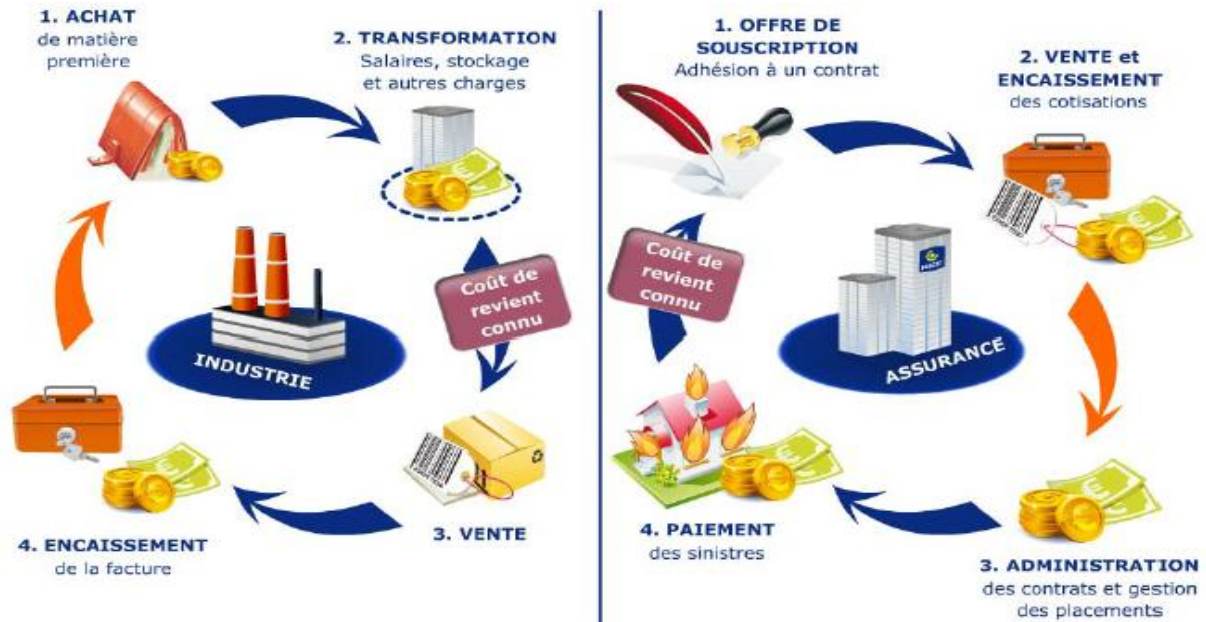 1. ACHAT
de matière
première
2. TRANSFORMATION
Salaires, stockage
et autres charges
Coût de
revient
connu
INDUSTRIE
3. VENTE
4. ENCAISSEMENT
de la facture
1. OFFRE DE
SOUSCRIPTION
Adhésion à un contrat
2. VENTE et
ENCAISSEMENT
des cotisations
Coût de
revient
connu
ASSURANCE
4. PAIEMENT
des sinistres
3. ADMINISTRATION
des contrats et gestion
des placements